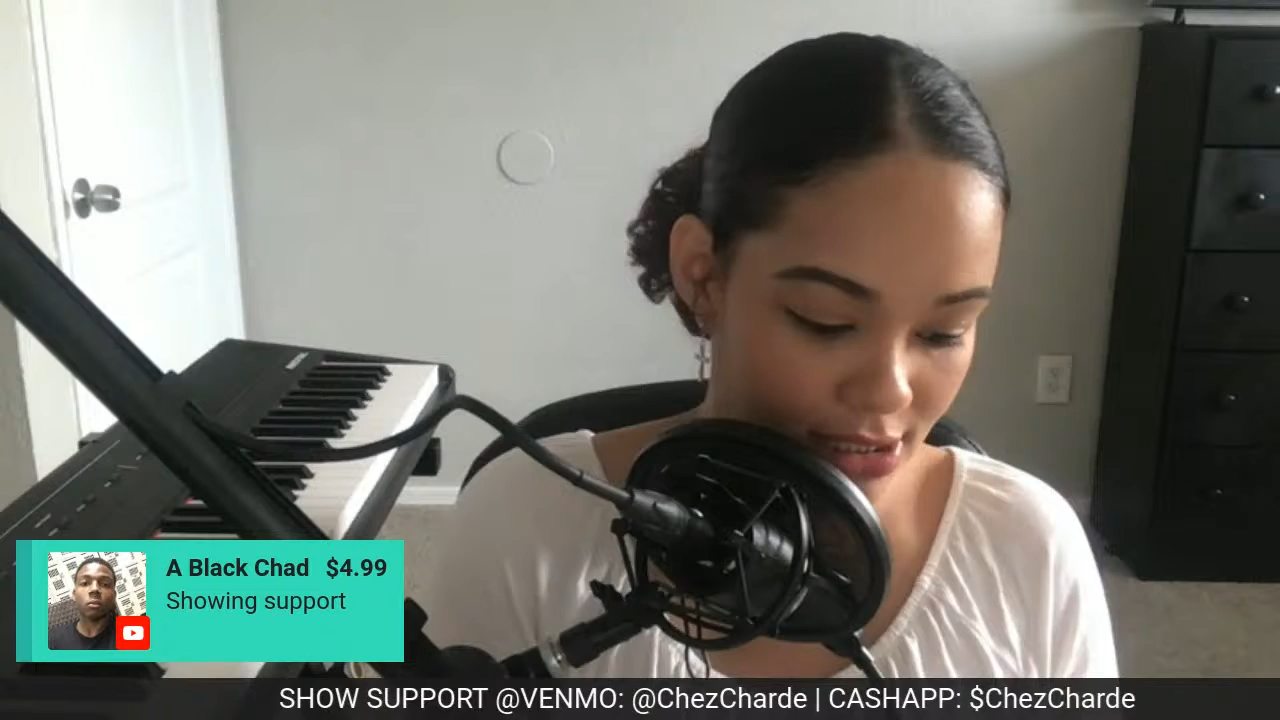 A Black Chad $4.99
Showing support
SHOW SUPPORT @VENMO: @ChezCharde | CASHAPP: $ChezCharde